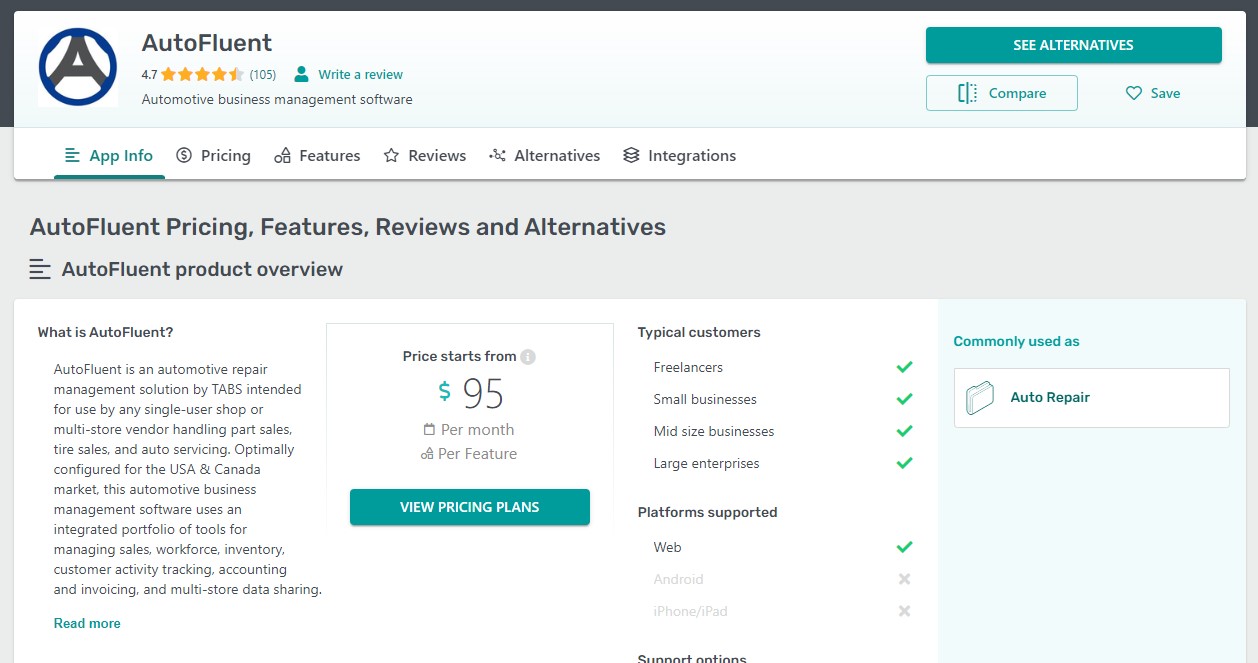 AutoFluent
4.7 (105) Write a review
Automotive business management software
SEE ALTERNATIVES
Compare
Save
App Info
Pricing
Features
Reviews
Alternatives
Integrations
AutoFluent Pricing, Features, Reviews and Alternatives
AutoFluent product overview
What is AutoFluent?
AutoFluent is an automotive repair
management solution by TABS intended
for use by any single-user shop or
multi-store vendor handling part sales,
tire sales, and auto servicing. Optimally
configured for the USA & Canada
market, this automotive business
management software uses an
integrated portfolio of tools for
managing sales, workforce, inventory,
customer activity tracking, accounting
and invoicing, and multi-store data sharing.
Read more
Price starts from
$ 95
Per month
Per Feature
VIEW PRICING PLANS
Typical customers
Freelancers
Small businesses
Mid size businesses
Large enterprises
Platforms supported
Web
Android
iPhone/iPad
Support options
Commonly used as
Auto Repair